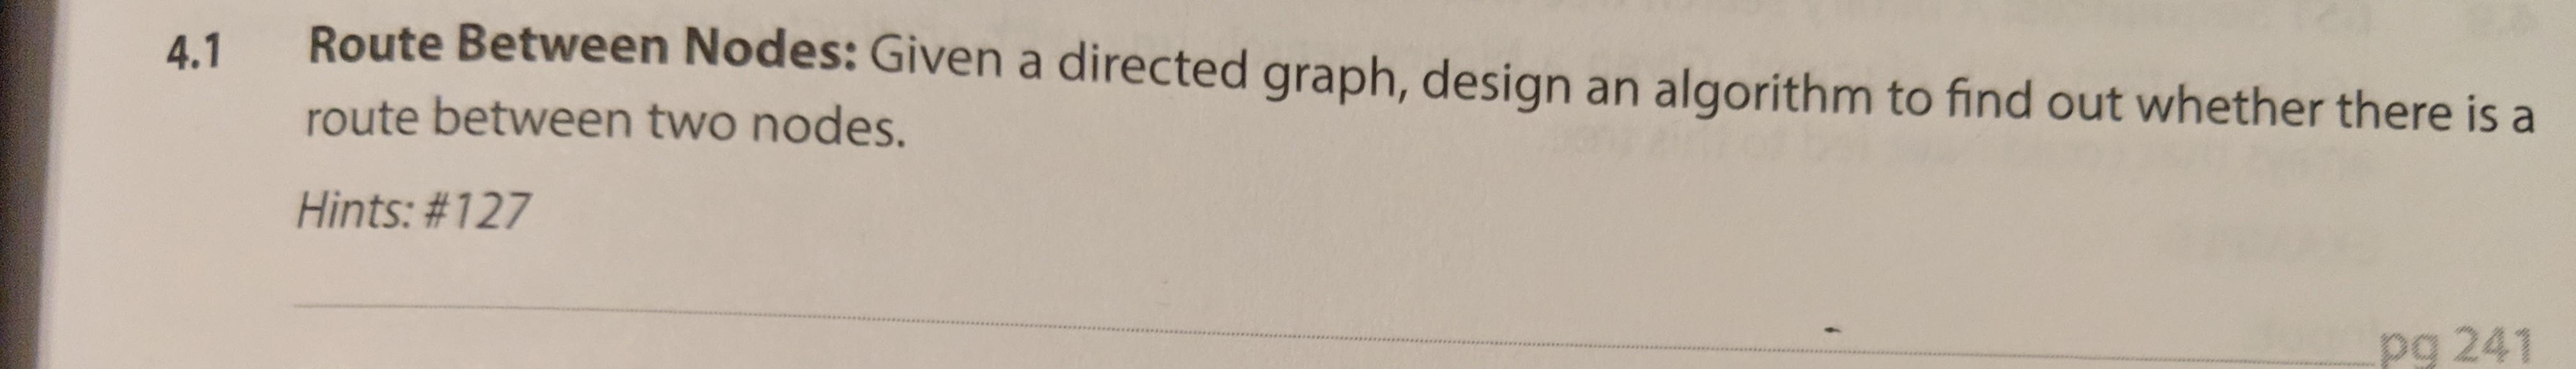 4.1 Route Between Nodes: Given a directed graph, design an algorithm to find out whether there is a
route between two nodes.
Hints: #127
pg 241